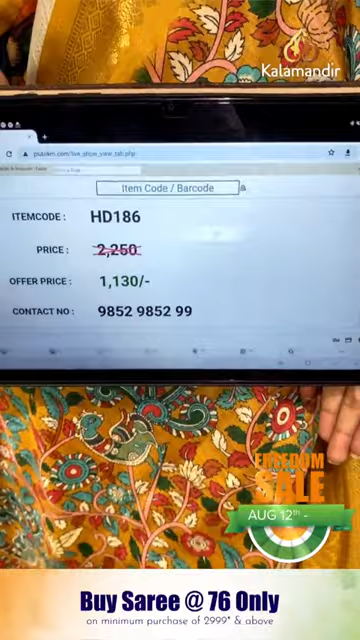 Kalamandir
Item Code / Barcode
ITEMCODE : HD186
PRICE : 2,250
OFFER PRICE : 1,130/-
CONTACT NO : 9852 9852 99
FREEDOM
SALE
AUG 12th -
Buy Saree @ 76 Only
on minimum purchase of 2999* & above